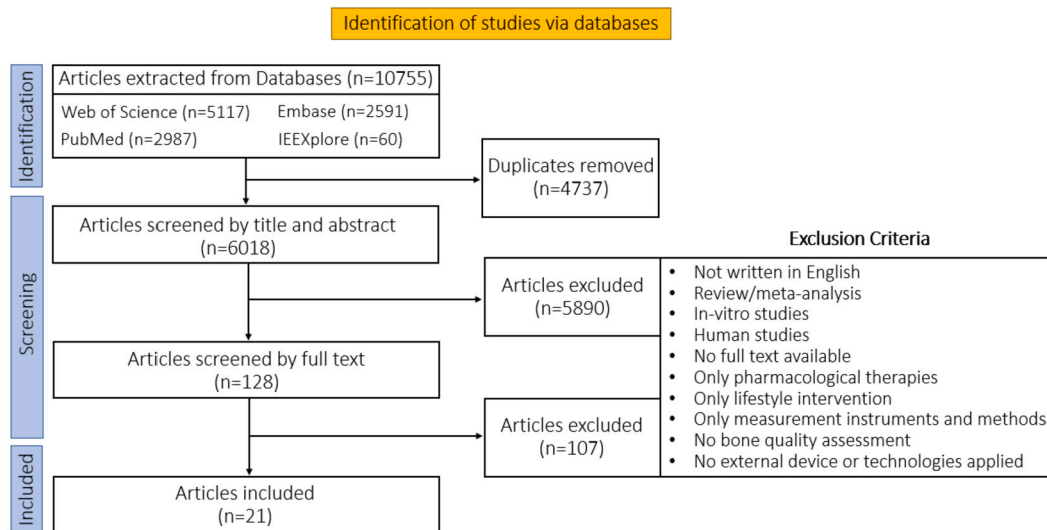 Identification of studies via databases
Identification
Articles extracted from Databases (n=10755)
Web of Science (n=5117)
Embase (n=2591)
PubMed (n=2987)
IEEXplore (n=60)
Duplicates removed
(n=4737)
Screening
Articles screened by title and abstract
(n=6018)
Articles excluded
(n=5890)
Exclusion Criteria
• Not written in English
• Review/meta-analysis
• In-vitro studies
• Human studies
• No full text available
• Only pharmacological therapies
• Only lifestyle intervention
• Only measurement instruments and methods
• No bone quality assessment
• No external device or technologies applied
Articles screened by full text
(n=128)
Articles excluded
(n=107)
Included
Articles included
(n=21)